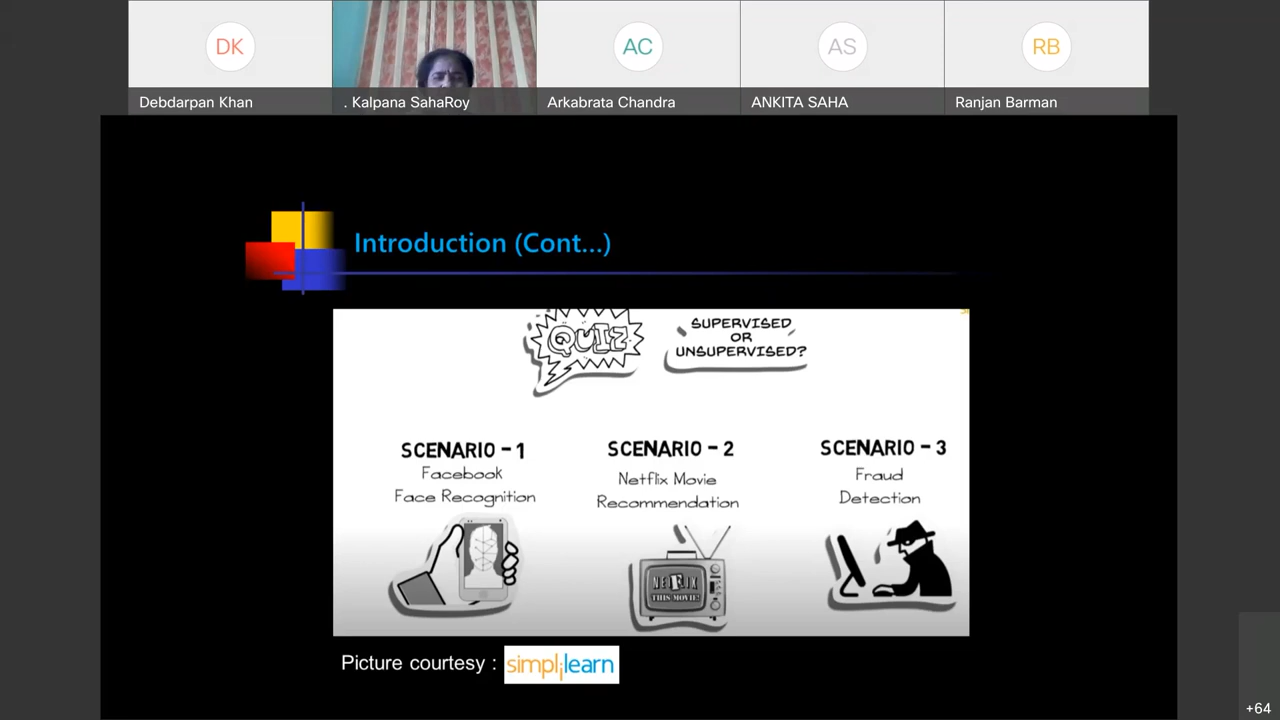 DK
AC
AS
RB
Debdarpan Khan
. Kalpana SahaRoy
Arkabrata Chandra
ANKITA SAHA
Ranjan Barman
Introduction (Cont...)
QUIZ
SUPERVISED
OR
UNSUPERVISED?
SCENARIO - 1
Facebook
Face Recognition
SCENARIO - 2
Netflix Movie
Recommendation
SCENARIO - 3
Fraud
Detection
NETFLIX
THIS MOVIE!
Picture courtesy :
simplilearn
+64